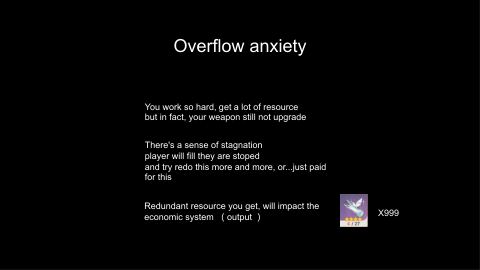 Overflow anxiety
You work so hard, get a lot of resource
but in fact, your weapon still not upgrade
There's a sense of stagnation
player will fill they are stoped
and try redo this more and more, or...just paid
for this
Redundant resource you get, will impact the
economic system ( output )
X999